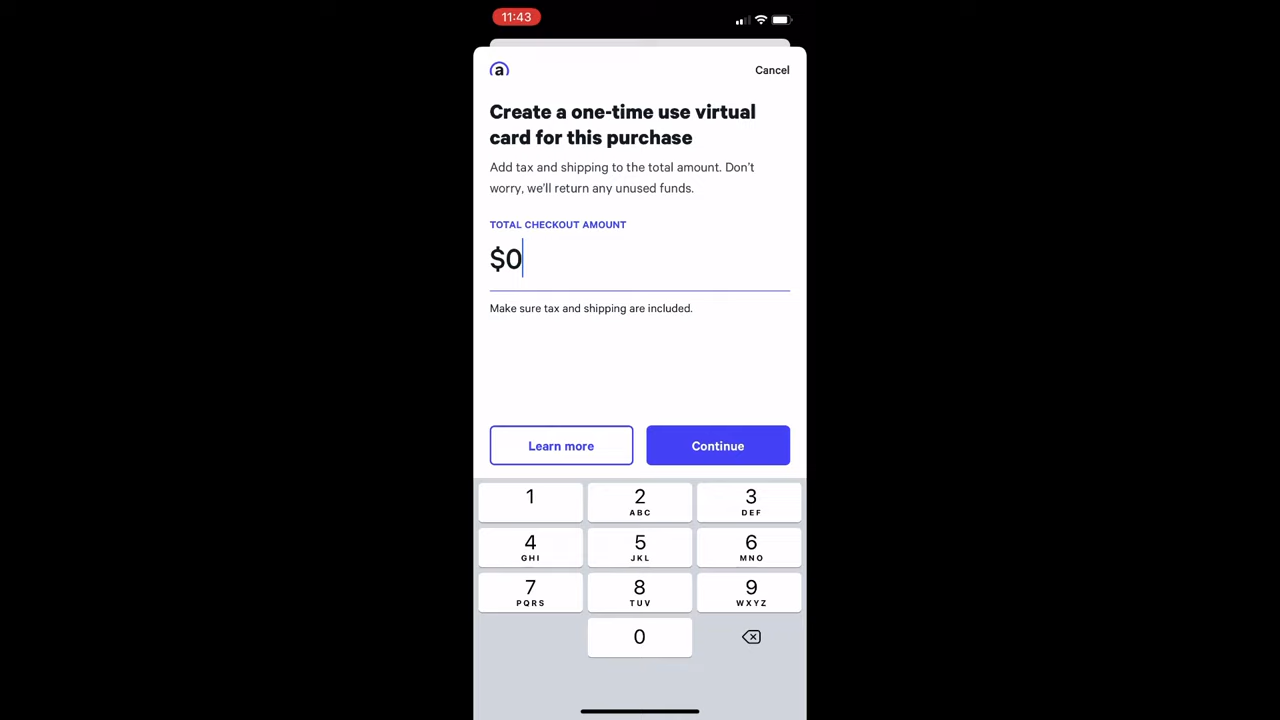 11:43
a
Cancel
Create a one-time use virtual
card for this purchase
Add tax and shipping to the total amount. Don't
worry, we'll return any unused funds.
TOTAL CHECKOUT AMOUNT
$0
Make sure tax and shipping are included.
Learn more
Continue
1
2
ABC
3
DEF
4
GHI
5
JKL
6
MNO
7
PQRS
8
TUV
9
WXYZ
0